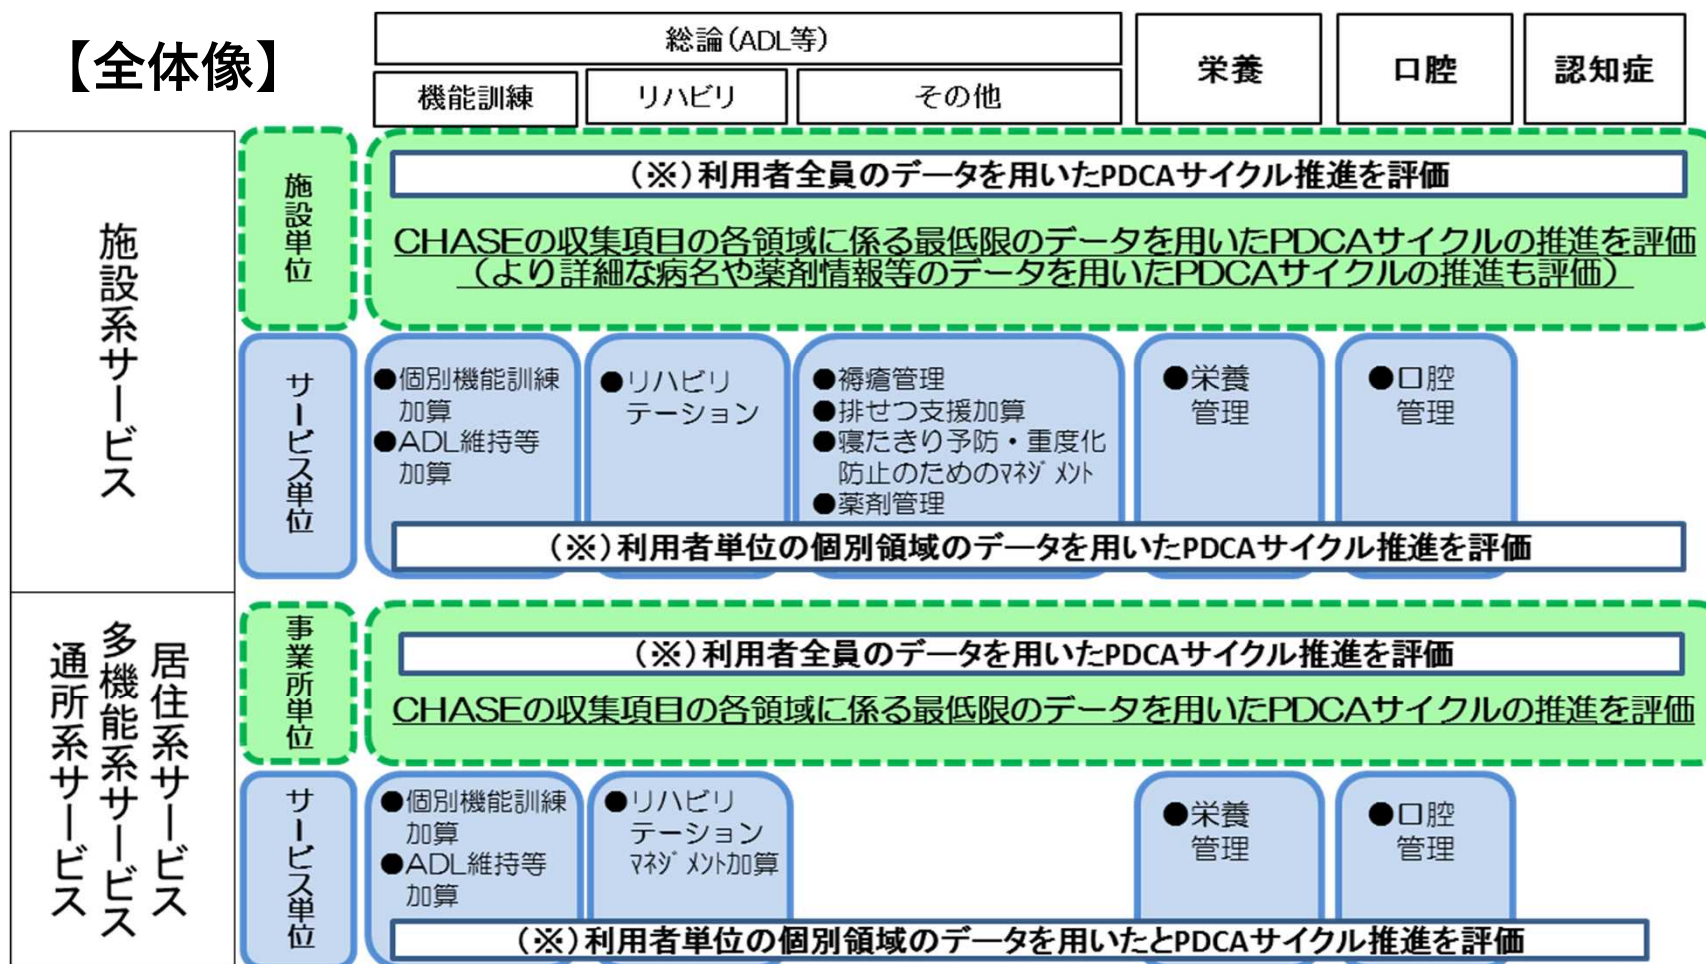 【全体像】
総論(ADL等)
機能訓練
リハビリ
その他
栄養
口腔
認知症
施設系サービス
施設単位
(※)利用者全員のデータを用いたPDCAサイクル推進を評価
CHASEの収集項目の各領域に係る最低限のデータを用いたPDCAサイクルの推進を評価
(より詳細な病名や薬剤情報等のデータを用いたPDCAサイクルの推進も評価)
サービス単位
●個別機能訓練
加算
●ADL維持等
加算
●リハビリ
テーション
●褥瘡管理
●排せつ支援加算
●寝たきり予防・重度化
防止のためのマネジメント
●薬剤管理
●栄養
管理
●口腔
管理
(※)利用者単位の個別領域のデータを用いたPDCAサイクル推進を評価
居住系サービス
多機能系サービス
通所系サービス
事業所単位
(※)利用者全員のデータを用いたPDCAサイクル推進を評価
CHASEの収集項目の各領域に係る最低限のデータを用いたPDCAサイクルの推進を評価
サービス単位
●個別機能訓練
加算
●ADL維持等
加算
●リハビリ
テーション
マネジメント加算
●栄養
管理
●口腔
管理
(※)利用者単位の個別領域のデータを用いたとPDCAサイクル推進を評価